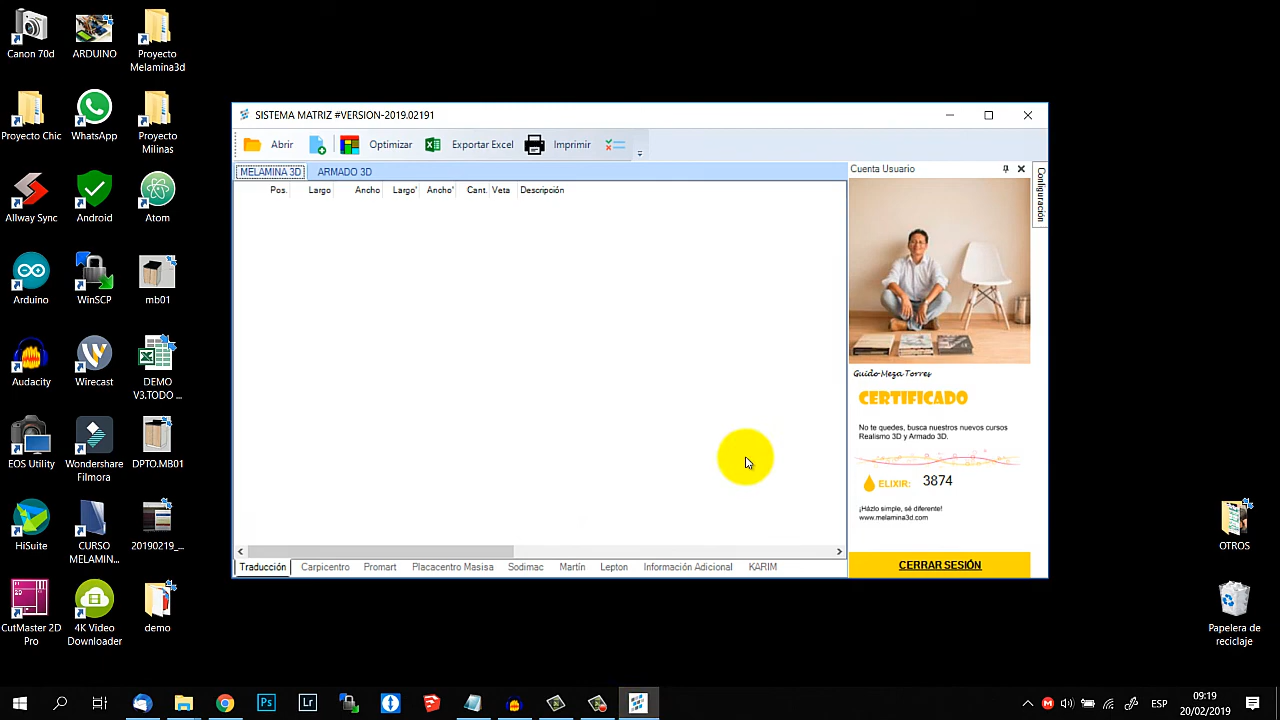 Canon 70d
ARDUINO
Proyecto
Melamina3d
Proyecto Chic
WhatsApp
Proyecto
Milinas
Allway Sync
Android
Atom
Arduino
WinSCP
mb01
Audacity
Wirecast
DEMO
V3.TODO ...
EOS Utility
Wondershare
Filmora
DPTO.MB01
HiSuite
CURSO
MELAMIN...
20190219_...
CutMaster 2D
Pro
4K Video
Downloader
demo
SISTEMA MATRIZ #VERSION-2019.02191
Abrir
Optimizar
Exportar Excel
Imprimir
MELAMINA 3D
ARMADO 3D
Pos.
Largo
Ancho
Largo'
Ancho'
Cant.
Veta
Descripción
Traducción
Carpicentro
Promart
Placacentro Masisa
Sodimac
Martín
Lepton
Información Adicional
KARIM
Cuenta Usuario
Configuración
Guido Meza Torres
CERTIFICADO
No te quedes, busca nuestros nuevos cursos
Realismo 3D y Armado 3D.
ELIXIR: 3874
¡Házlo simple, sé diferente!
www.melamina3d.com
CERRAR SESIÓN
OTROS
Papelera de
reciclaje
Ps
Lr
ESP
09:19
20/02/2019